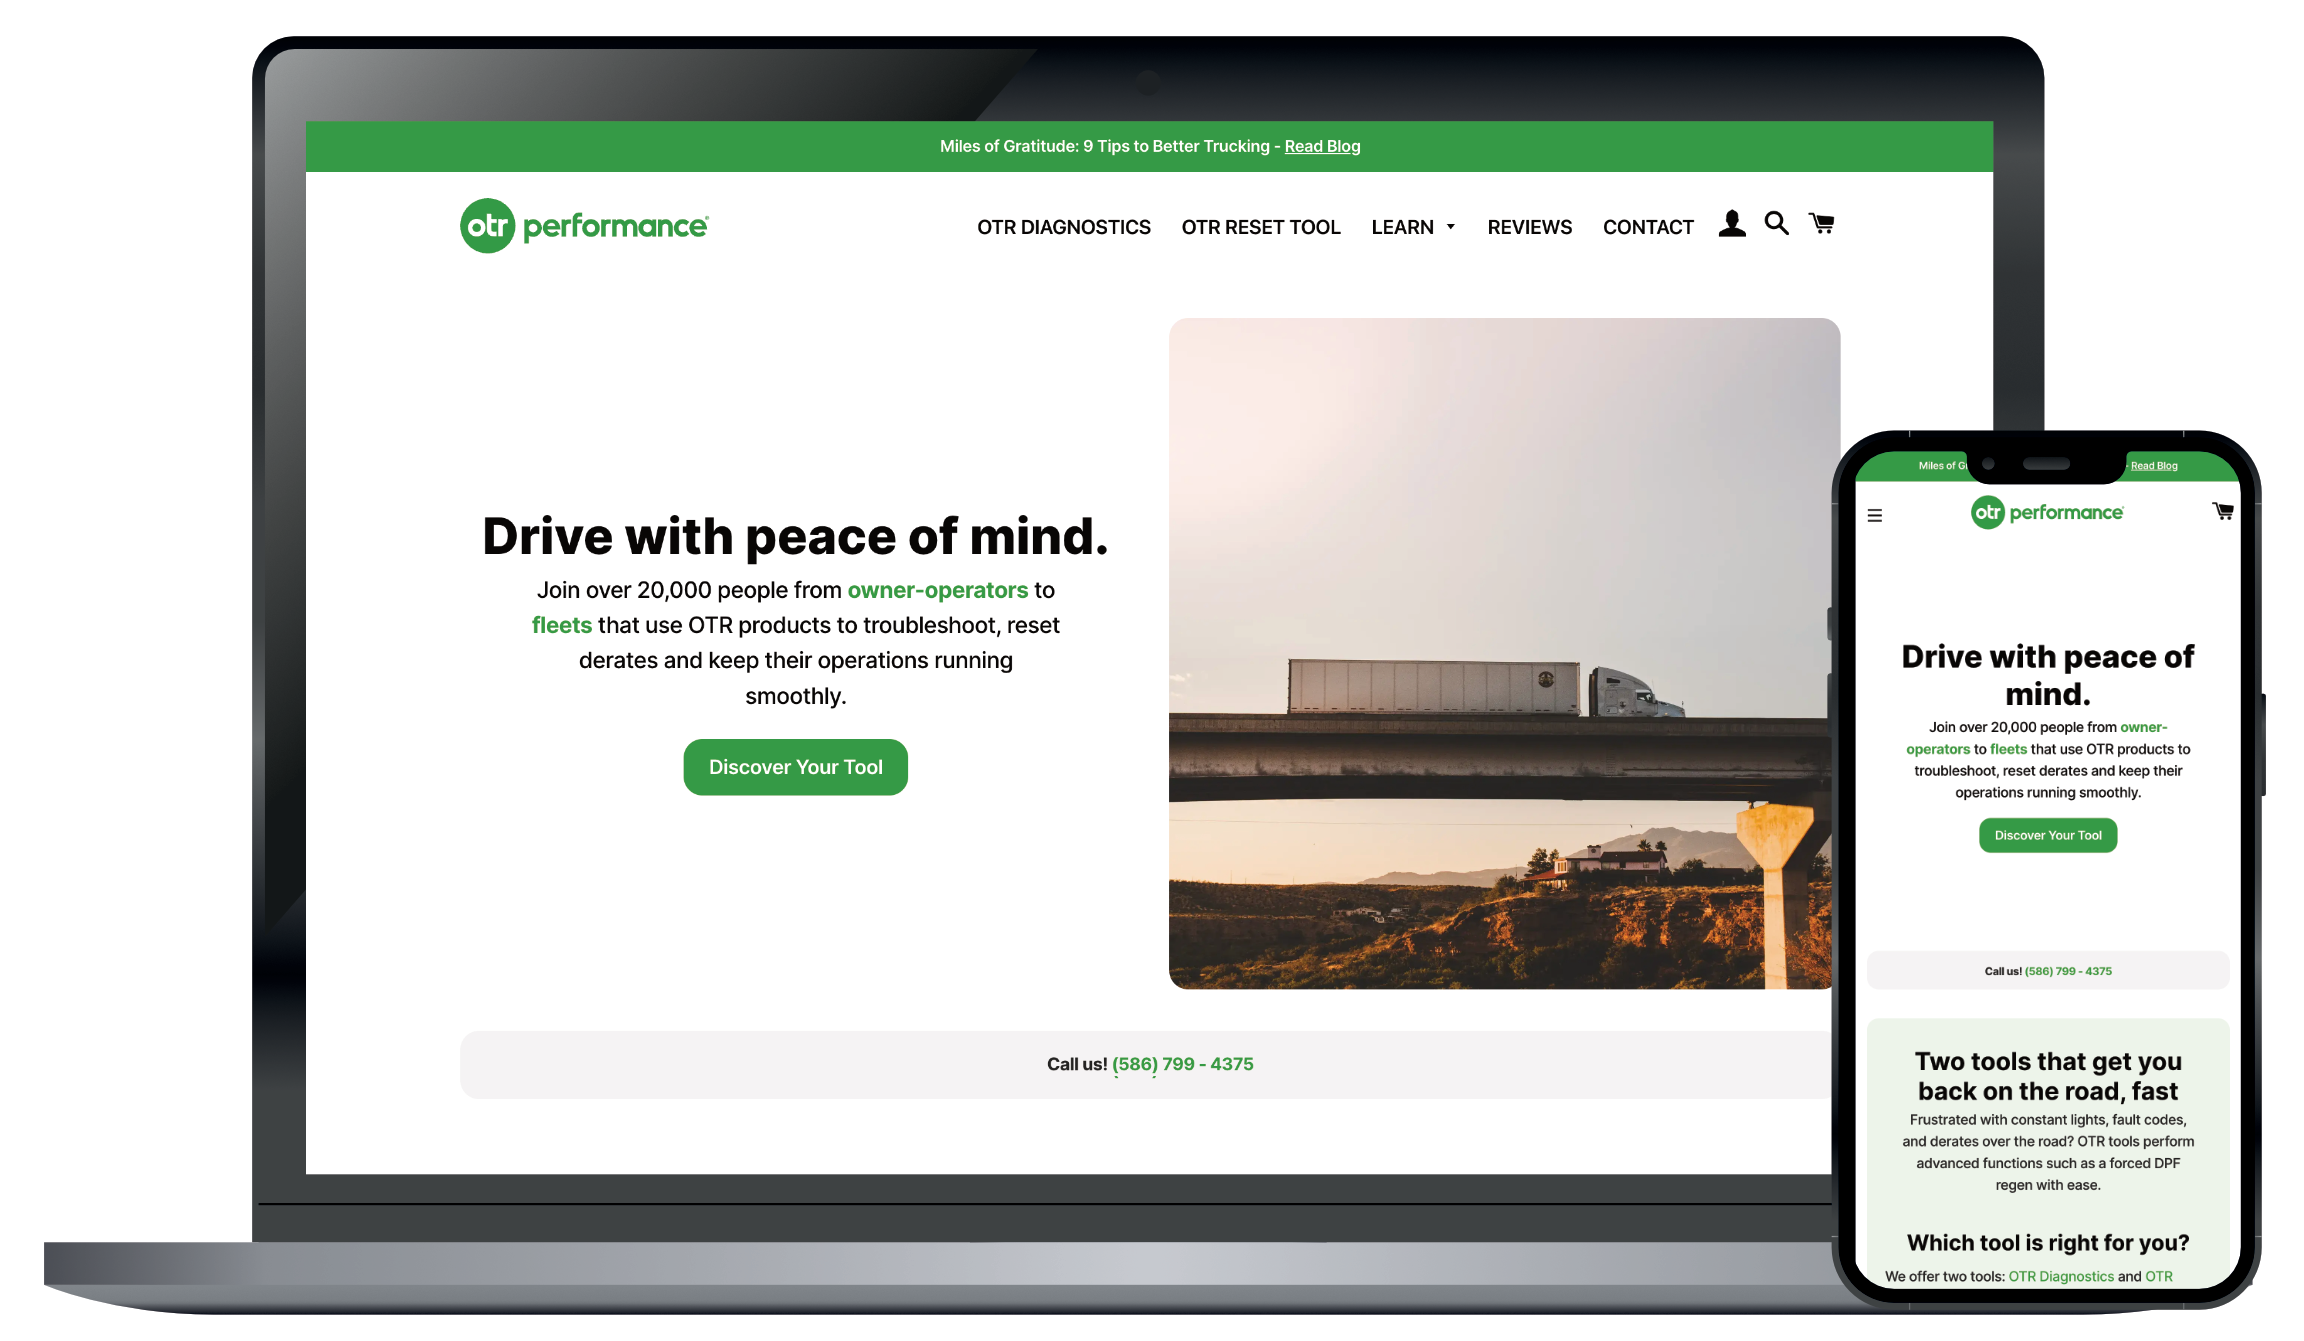 Miles of Gratitude: 9 Tips to Better Trucking - Read Blog
otr performance®
OTR DIAGNOSTICS OTR RESET TOOL LEARN REVIEWS CONTACT
Drive with peace of mind.
Join over 20,000 people from owner-operators to
fleets that use OTR products to troubleshoot, reset
derates and keep their operations running
smoothly.
Discover Your Tool
Call us! (586) 799 - 4375
Miles of - Read Blog
otr performance
Drive with peace of
mind.
Join over 20,000 people from owner-
operators to fleets that use OTR products to
troubleshoot, reset derates and keep their
operations running smoothly.
Discover Your Tool
Call us! (586) 799 - 4375
Two tools that get you
back on the road, fast
Frustrated with constant lights, fault codes,
and derates over the road? OTR tools perform
advanced functions such as a forced DPF
regen with ease.
Which tool is right for you?
We offer two tools: OTR Diagnostics and OTR